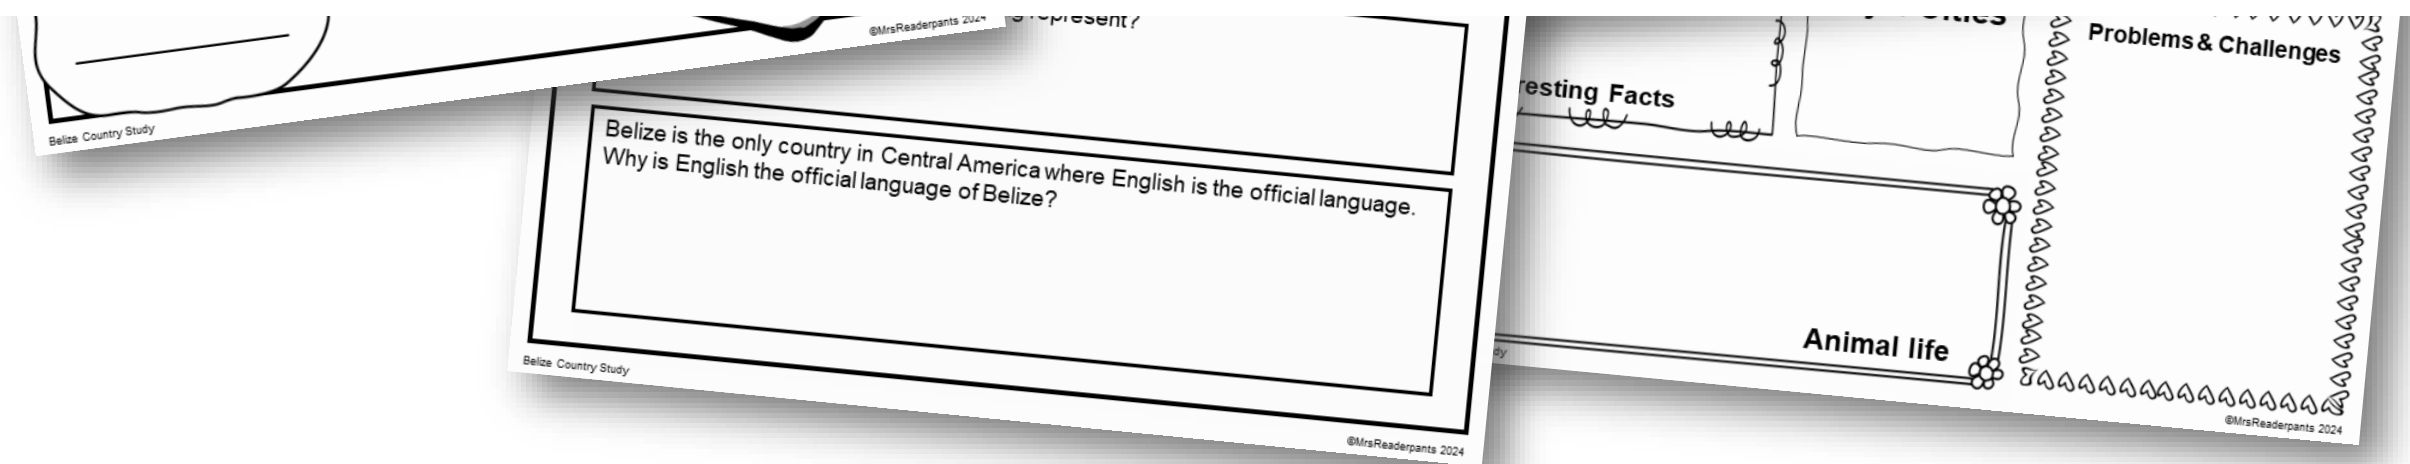 ©MrsReaderpants 2024
Belize Country Study
represent?
Belize is the only country in Central America where English is the official language.
Why is English the official language of Belize?
Belize Country Study
©MrsReaderpants 2024
Facts
Problems & Challenges
Animal life
©MrsReaderpants 2024